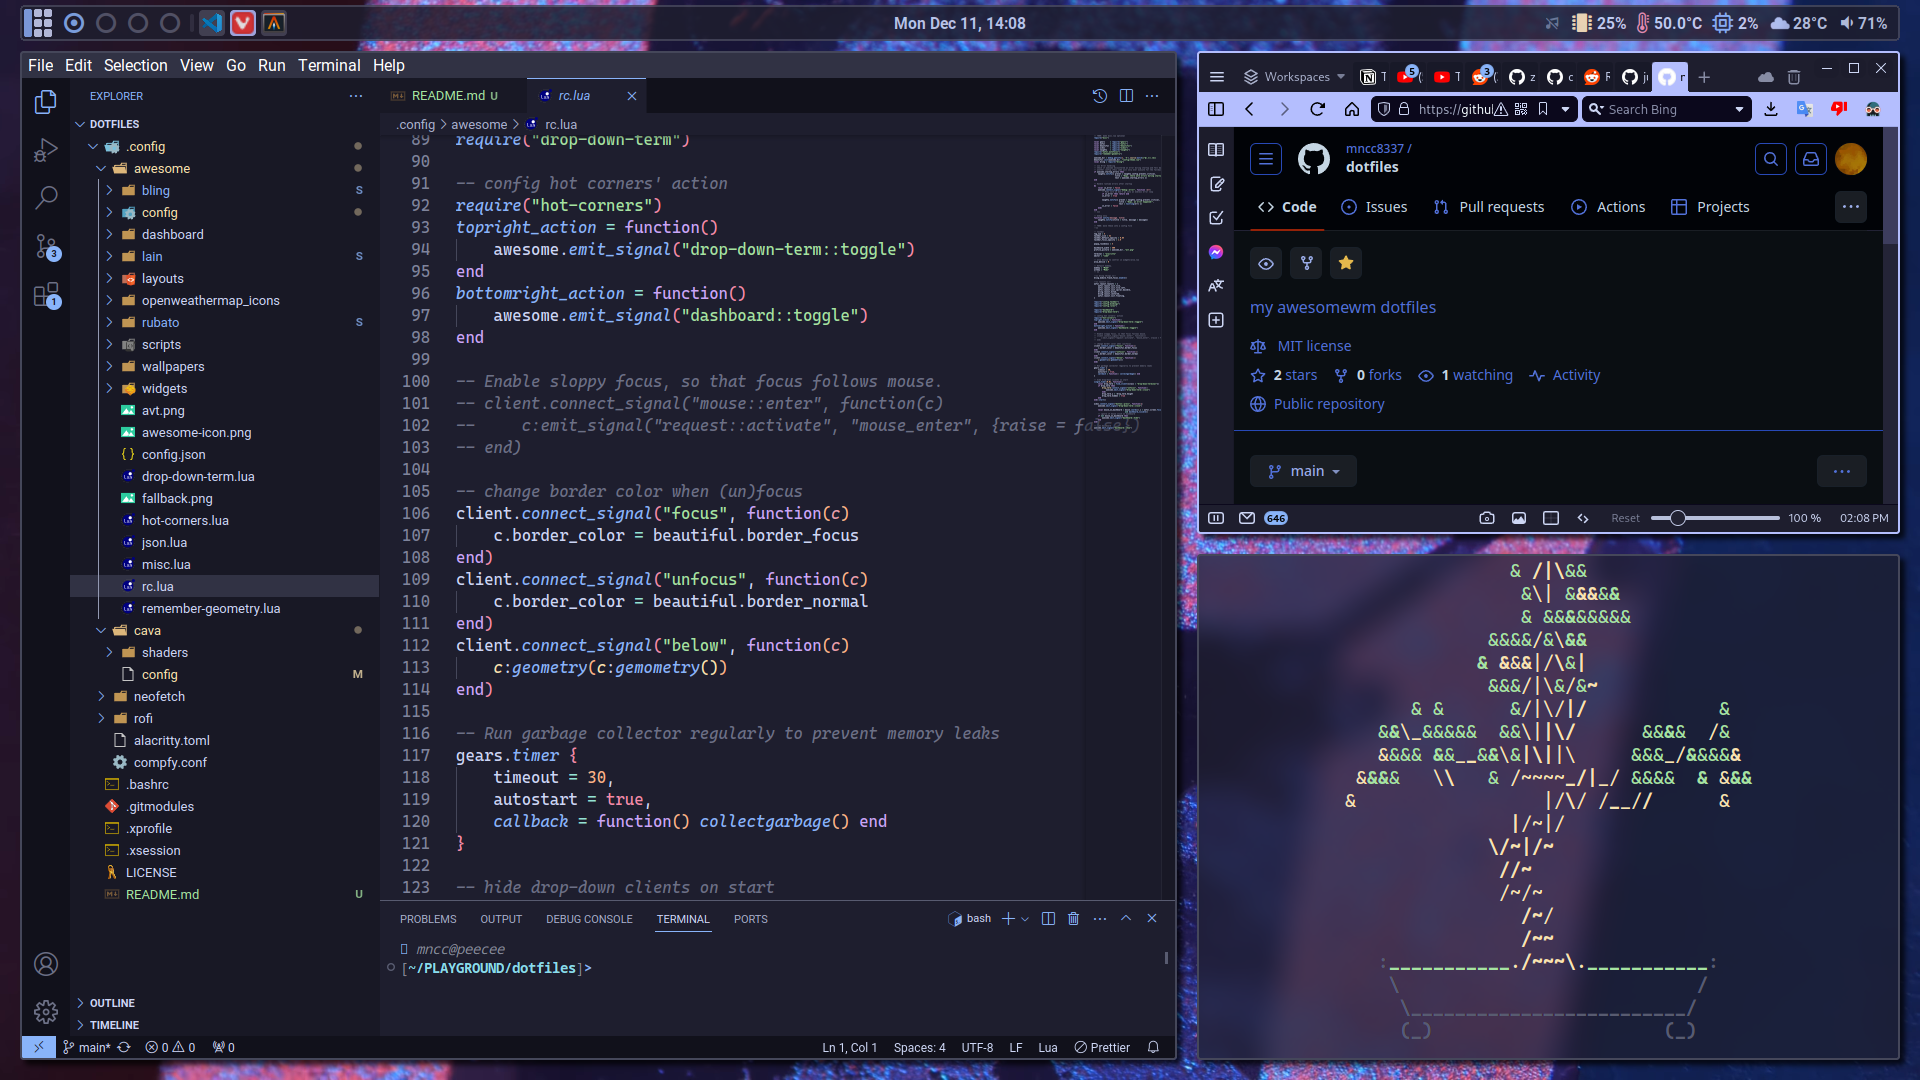 Mon Dec 11, 14:08
25% 50.0°C 2% 28°C 71%
File Edit Selection View Go Run Terminal Help
EXPLORER
DOTFILES
.config
awesome
bling S
config
dashboard
lain S
layouts
openweathermap_icons
rubato S
scripts
wallpapers
widgets
avt.png
awesome-icon.png
config.json
drop-down-term.lua
fallback.png
hot-corners.lua
json.lua
misc.lua
rc.lua
remember-geometry.lua
cava
shaders
config M
neofetch
rofi
alacritty.toml
compfy.conf
.bashrc
.gitmodules
.xprofile
.xsession
LICENSE
README.md U
OUTLINE
TIMELINE
3
1
README.md U rc.lua
.config > awesome > rc.lua
89 require("drop-down-term")
90
91 -- config hot corners' action
92 require("hot-corners")
93 topright_action = function()
94     awesome.emit_signal("drop-down-term::toggle")
95 end
96 bottomright_action = function()
97     awesome.emit_signal("dashboard::toggle")
98 end
99
100 -- Enable sloppy focus, so that focus follows mouse.
101 -- client.connect_signal("mouse::enter", function(c)
102 --     c:emit_signal("request::activate", "mouse_enter", {raise = false})
103 -- end)
104
105 -- change border color when (un)focus
106 client.connect_signal("focus", function(c)
107     c.border_color = beautiful.border_focus
108 end)
109 client.connect_signal("unfocus", function(c)
110     c.border_color = beautiful.border_normal
111 end)
112 client.connect_signal("below", function(c)
113     c:geometry(c:gemometry())
114 end)
115
116 -- Run garbage collector regularly to prevent memory leaks
117 gears.timer {
118     timeout = 30,
119     autostart = true,
120     callback = function() collectgarbage() end
121 }
122
123 -- hide drop-down clients on start
PROBLEMS OUTPUT DEBUG CONSOLE TERMINAL PORTS
bash
mncc@peecee
[~/PLAYGROUND/dotfiles]>
main* 0 0 0
Ln 1, Col 1 Spaces: 4 UTF-8 LF Lua Prettier
Workspaces
https://githul
Search Bing
mncc8337 /
dotfiles
Code Issues Pull requests Actions Projects
my awesomewm dotfiles
MIT license
2 stars 0 forks 1 watching Activity
Public repository
main
646
Reset 100 % 02:08 PM
& /|\&&
&\| &&&&&
& &&&&&&&&
&&&&/&\&&
& &&&|/\&|
&&&/|\&/&~
& & &/|\/|/ &
&&\_&&&&& &&\||\/ &&&& /&
&&&& &&__&&\&|\||\ &&&_/&&&&&
&&&& \\ & /~~~~_/|_/ &&&& & &&&
& |/\/ /__// &
|/~|/
\/~|/~
//~
/~/~
/~/
/~~
:___________./~~~\.___________:
\ /
\_________________________/
(_) (_)